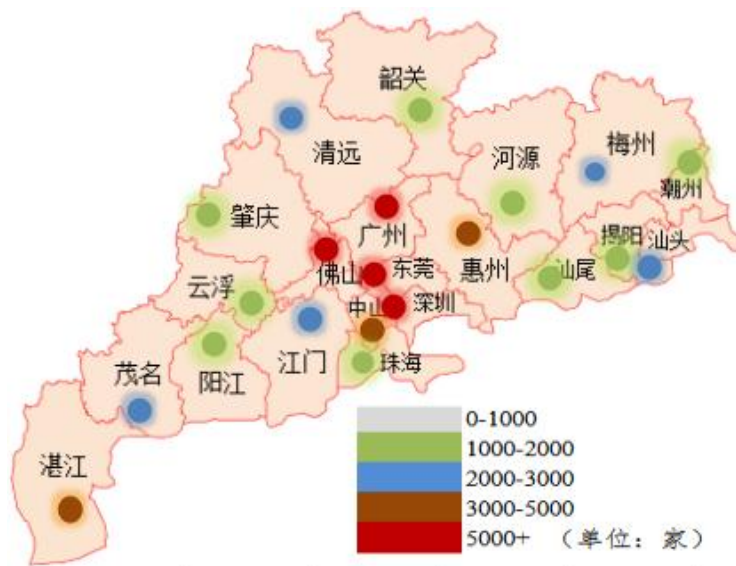 韶关
清远
河源
梅州
潮州
肇庆
广州
揭阳
汕头
佛山
东莞
惠州
汕尾
云浮
中山
深圳
江门
珠海
茂名
阳江
湛江
0-1000
1000-2000
2000-3000
3000-5000
5000+ （单位：家）